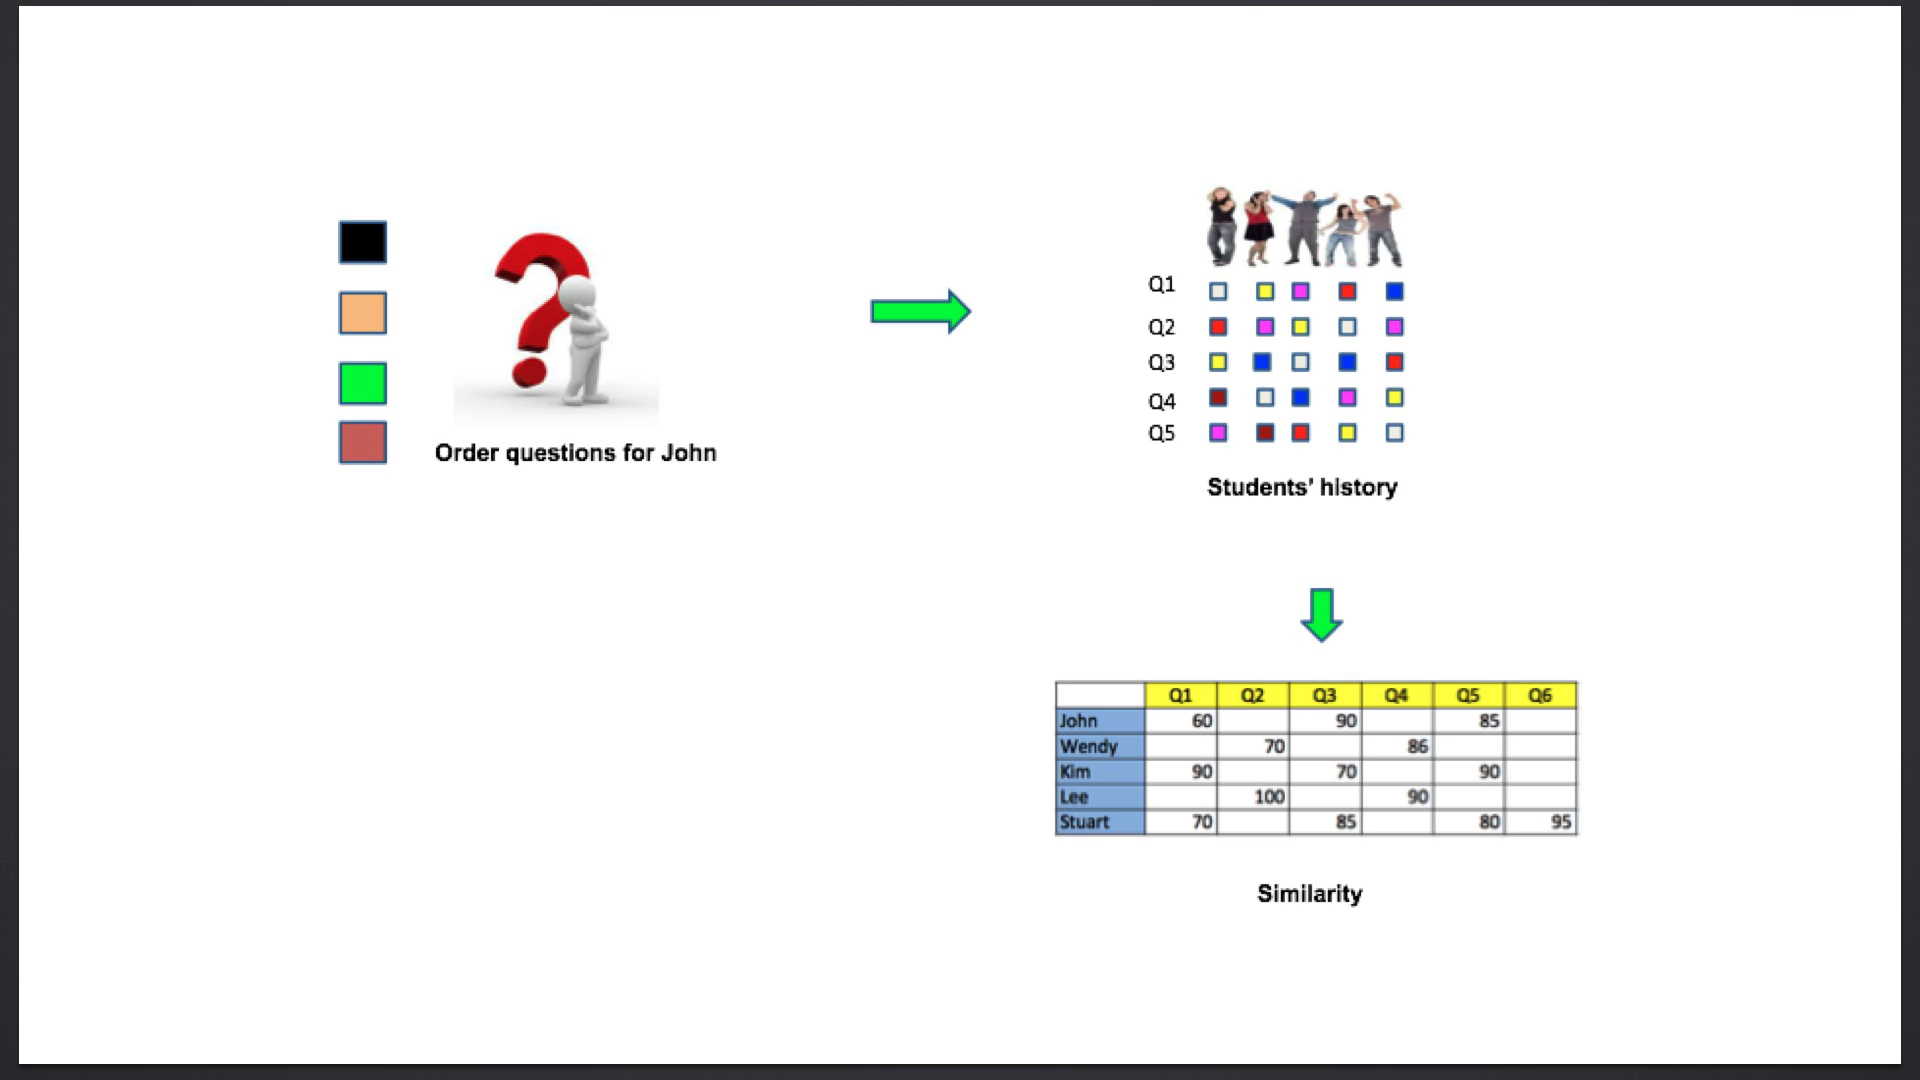 Order questions for John
Q1
Q2
Q3
Q4
Q5
Students' history
Q1 Q2 Q3 Q4 Q5 Q6
John 60 90 85
Wendy 70 86
Kim 90 70 90
Lee 100 90
Stuart 70 85 80 95
Similarity